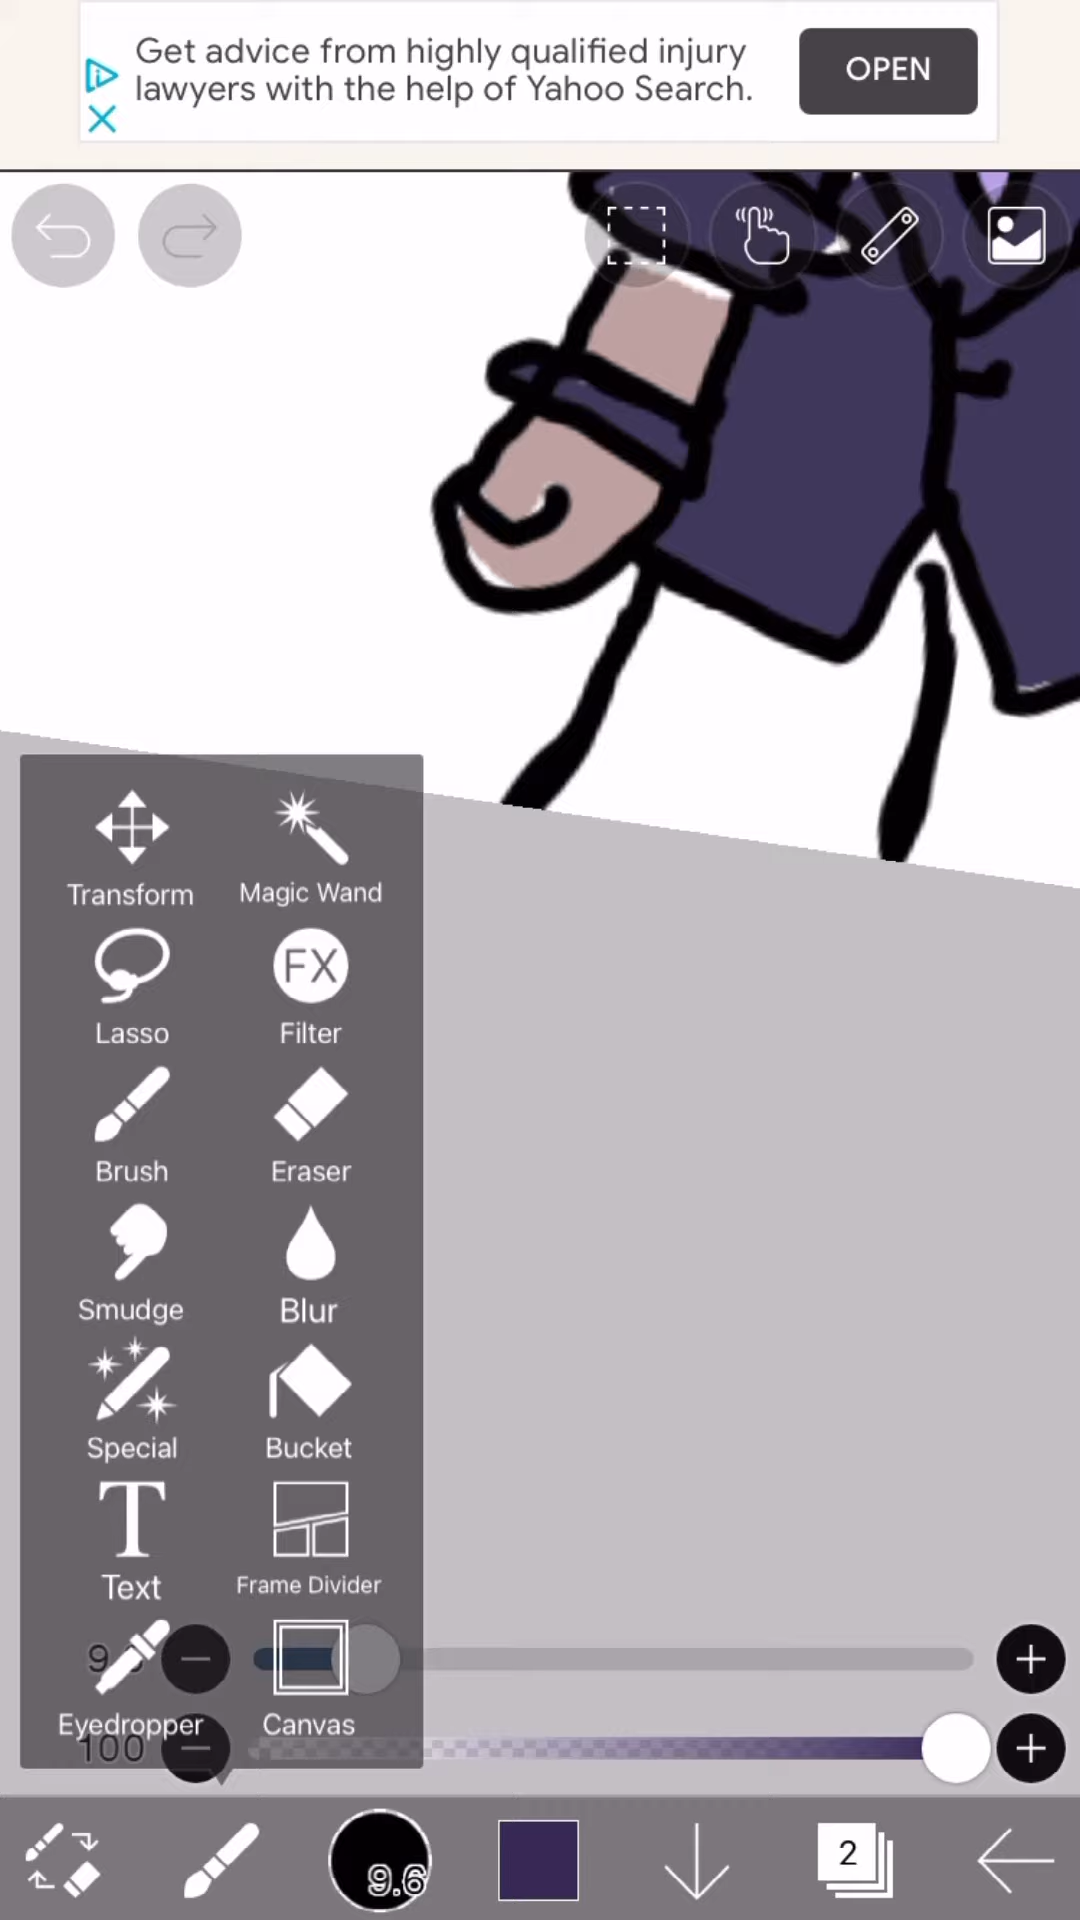 Get advice from highly qualified injury
lawyers with the help of Yahoo Search.
OPEN
Transform
Magic Wand
Lasso
FX
Filter
Brush
Eraser
Smudge
Blur
Special
Bucket
T
Text
Frame Divider
Eyedropper
Canvas
100
9.6
2